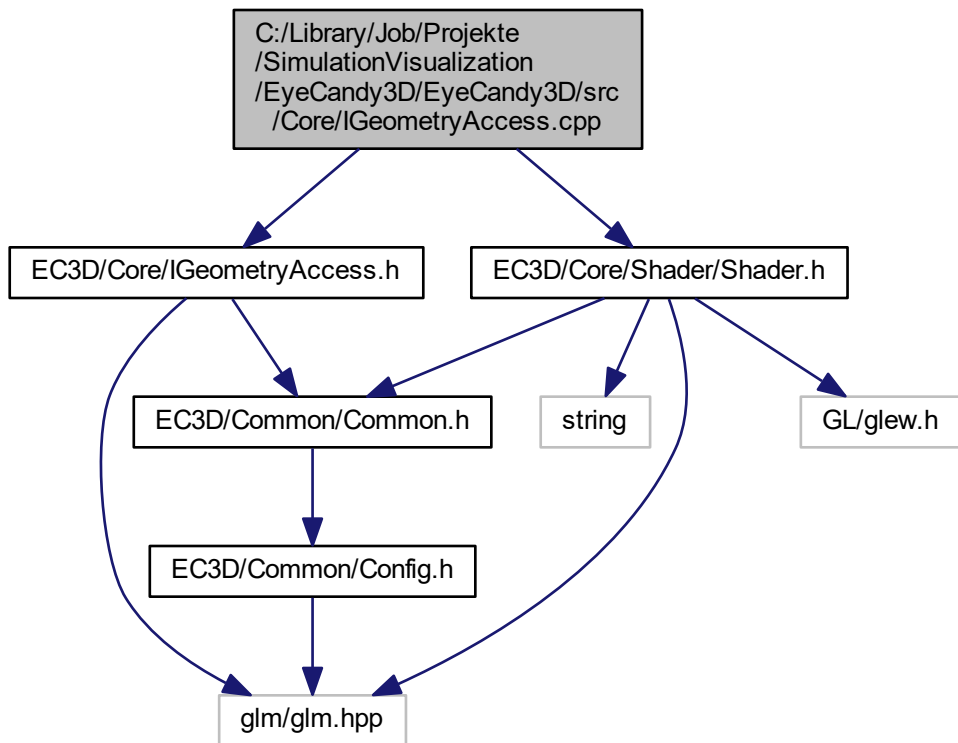 C:/Library/Job/Projekte
/SimulationVisualization
/EyeCandy3D/EyeCandy3D/src
/Core/IGeometryAccess.cpp
EC3D/Core/IGeometryAccess.h
EC3D/Core/Shader/Shader.h
EC3D/Common/Common.h
string
GL/glew.h
EC3D/Common/Config.h
glm/glm.hpp